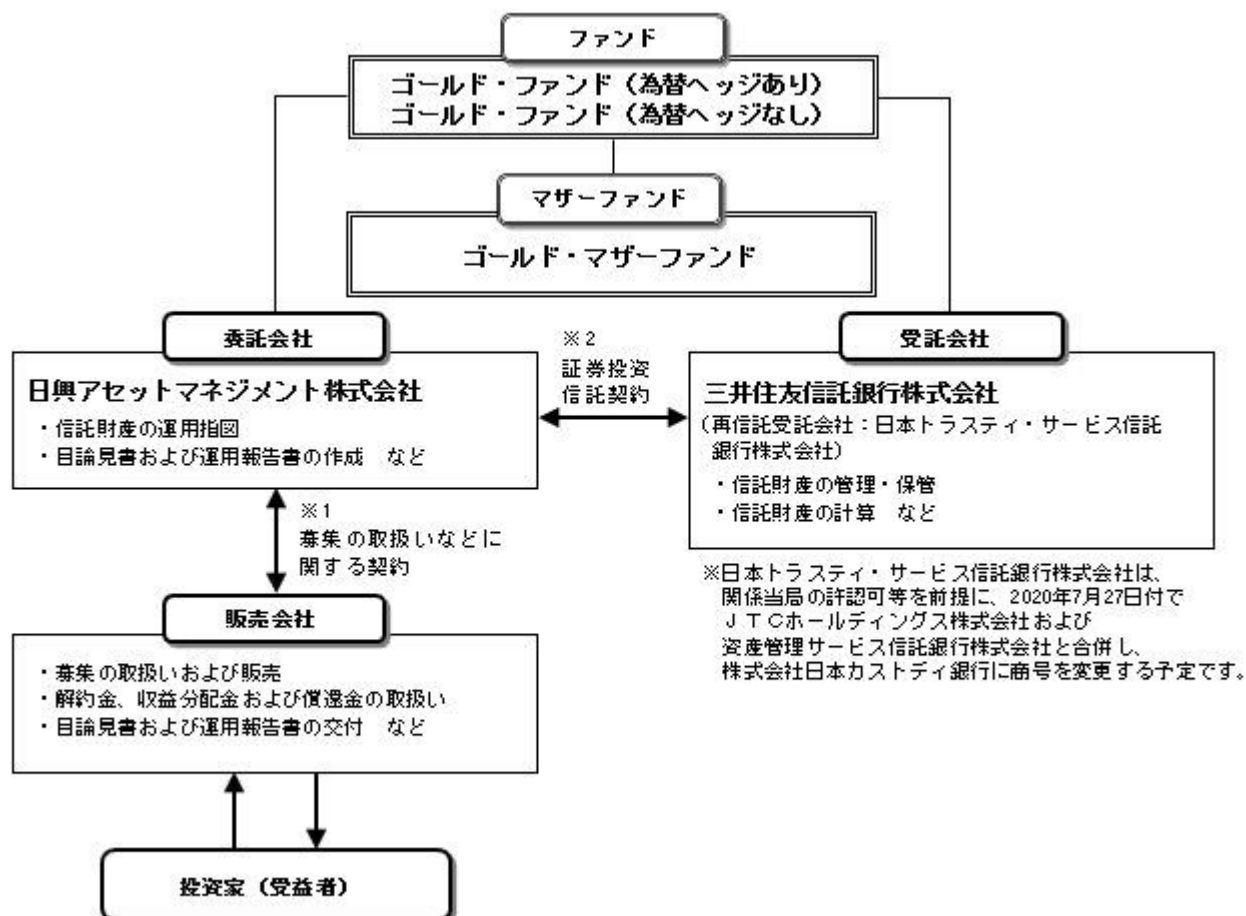 ファンド
ゴールド・ファンド（為替ヘッジあり）
ゴールド・ファンド（為替ヘッジなし）
マザーファンド
ゴールド・マザーファンド
委託会社
日興アセットマネジメント株式会社
・信託財産の運用指図
・目論見書および運用報告書の作成　など
※2
証券投資
信託契約
受託会社
三井住友信託銀行株式会社
（再信託受託会社：日本トラスティ・サービス信託
銀行株式会社）
・信託財産の管理・保管
・信託財産の計算　など
※1
募集の取扱いなどに
関する契約
※日本トラスティ・サービス信託銀行株式会社は、
関係当局の許認可等を前提に、2020年7月27日付で
ＪＴＣホールディングス株式会社および
資産管理サービス信託銀行株式会社と合併し、
株式会社日本カストディ銀行に商号を変更する予定です。
販売会社
・募集の取扱いおよび販売
・解約金、収益分配金および償還金の取扱い
・目論見書および運用報告書の交付　など
投資家（受益者）